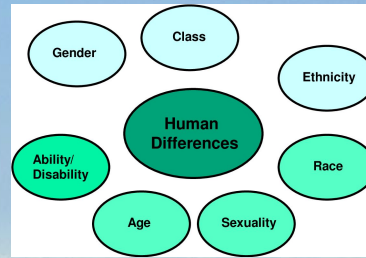 Class
Gender
Ethnicity
Human
Differences
Ability/
Disability
Race
Age
Sexuality